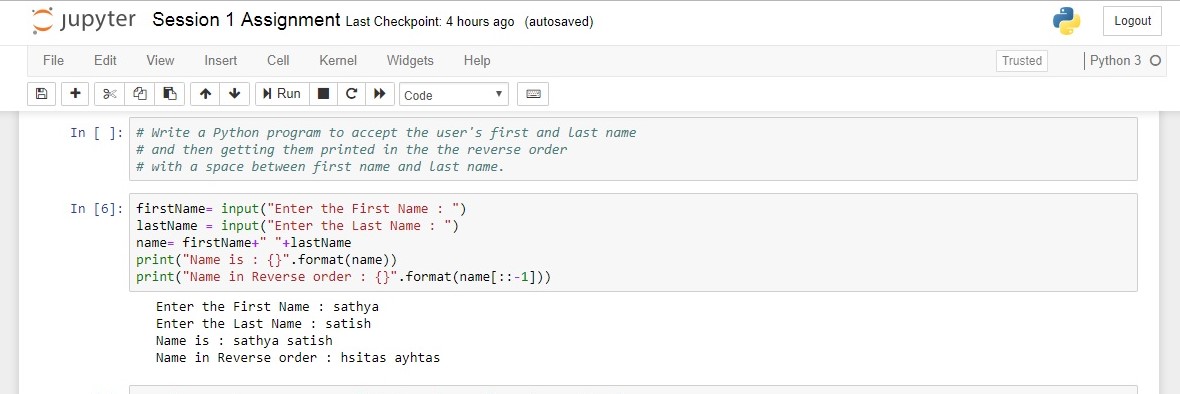 jupyter Session 1 Assignment Last Checkpoint: 4 hours ago (autosaved) Logout
File Edit View Insert Cell Kernel Widgets Help Trusted Python 3
Run Code
In [ ]: # Write a Python program to accept the user's first and last name
# and then getting them printed in the the reverse order
# with a space between first name and last name.
In [6]: firstName= input("Enter the First Name : ")
lastName = input("Enter the Last Name : ")
name= firstName+" "+lastName
print("Name is : {}".format(name))
print("Name in Reverse order : {}".format(name[::-1]))
Enter the First Name : sathya
Enter the Last Name : satish
Name is : sathya satish
Name in Reverse order : hsitas ayhtas